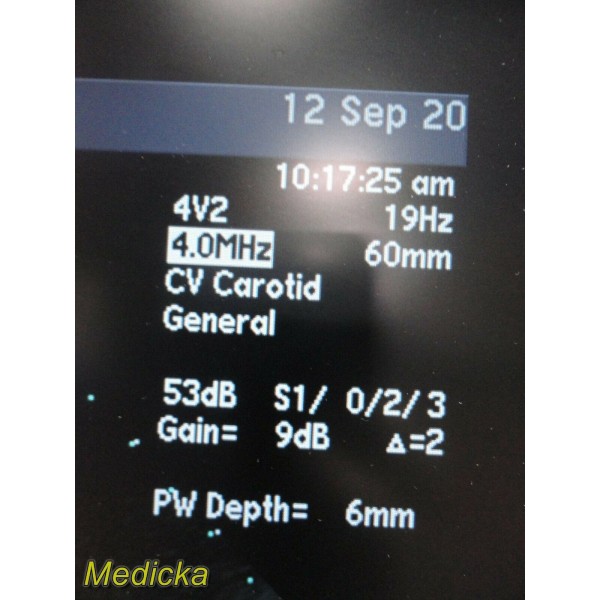 12 Sep 20
10:17:25 am
4V2 19Hz
4.0MHz 60mm
CV Carotid
General
53dB S1/ 0/2/3
Gain= 9dB △=2
PW Depth= 6mm
Medicka